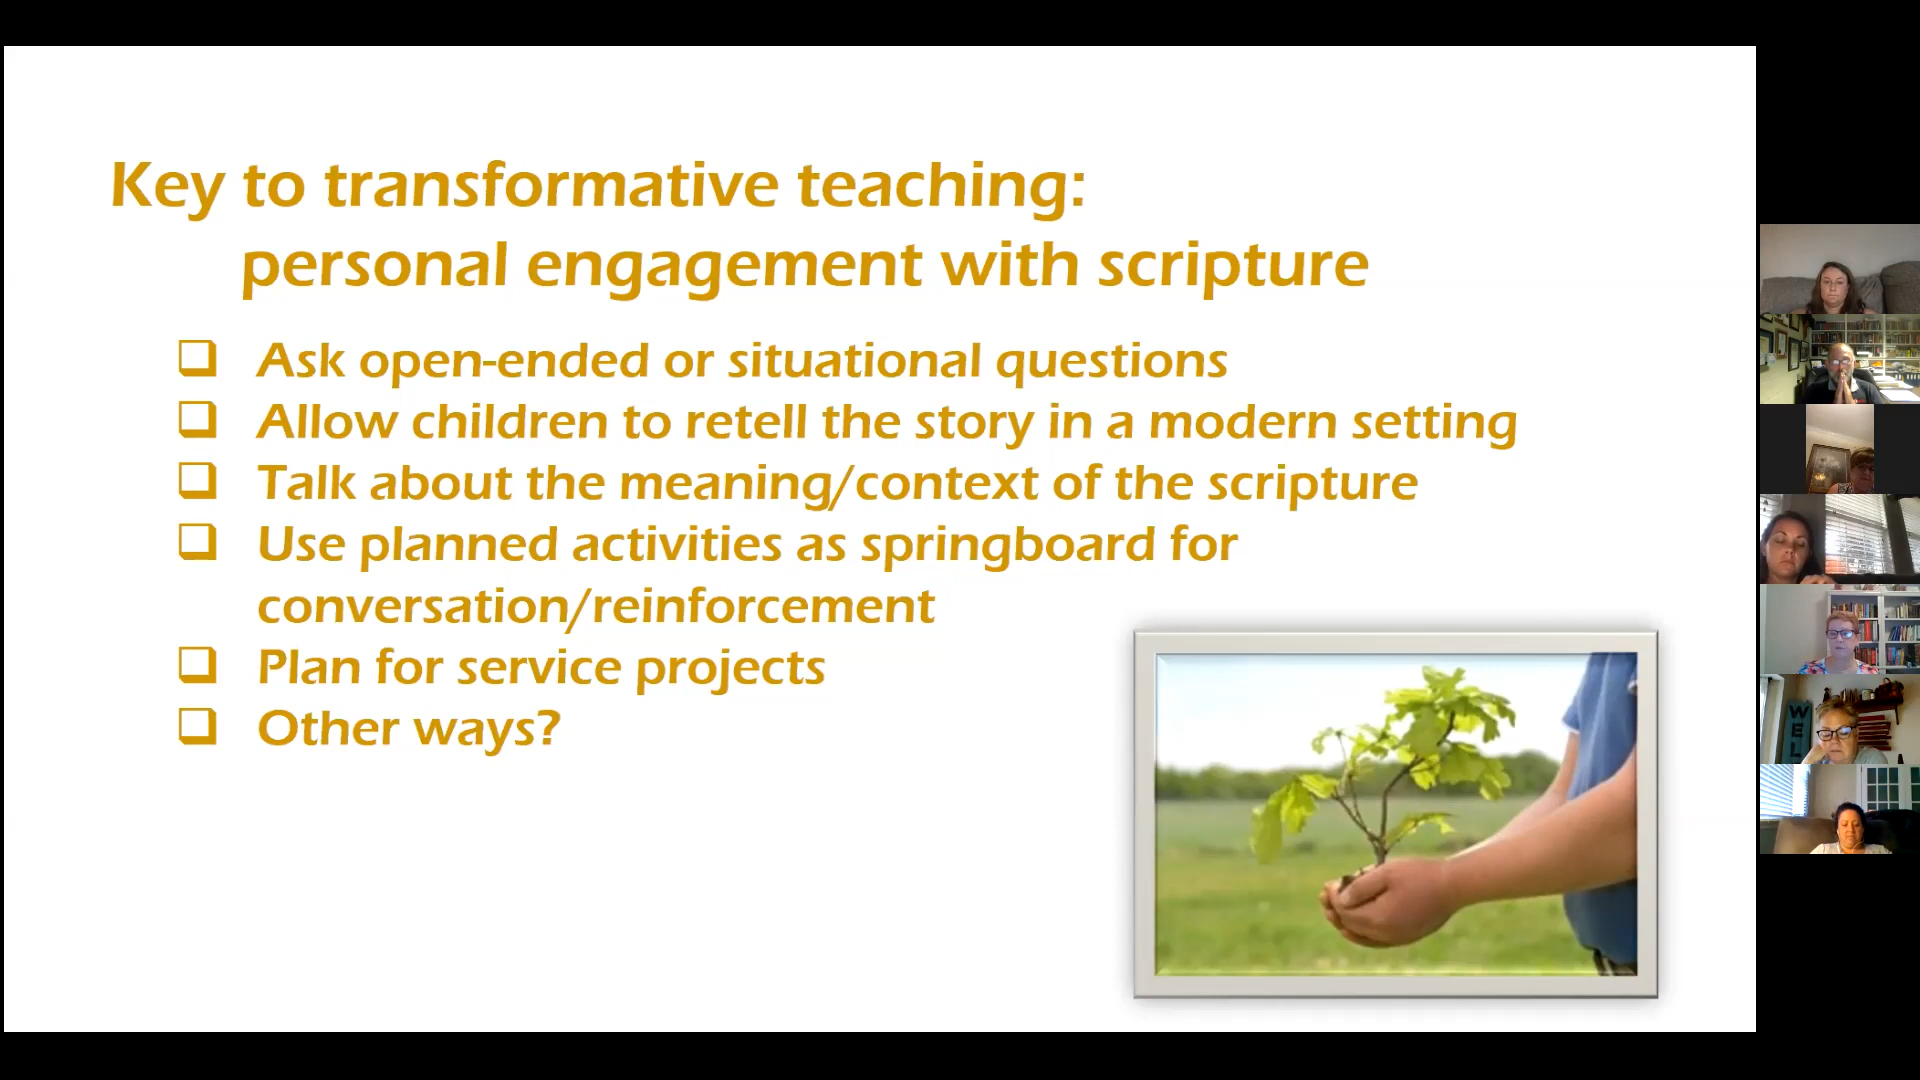 Key to transformative teaching:
personal engagement with scripture
Ask open-ended or situational questions
Allow children to retell the story in a modern setting
Talk about the meaning/context of the scripture
Use planned activities as springboard for
conversation/reinforcement
Plan for service projects
Other ways?
WEL